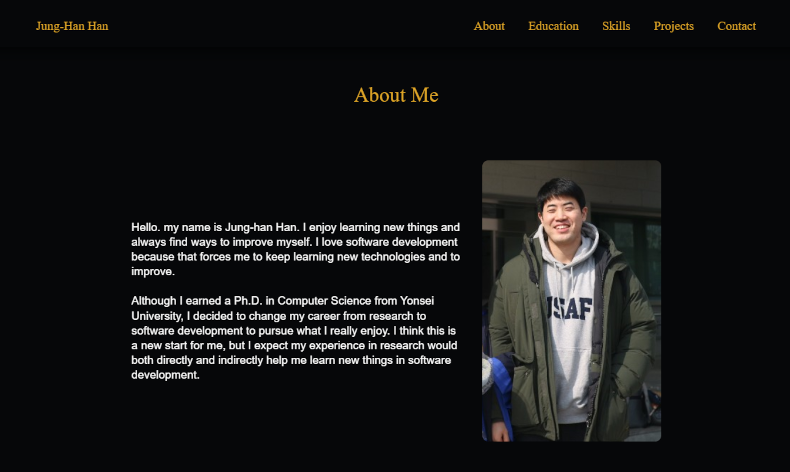 Jung-Han Han
About Education Skills Projects Contact
About Me
Hello. my name is Jung-han Han. I enjoy learning new things and
always find ways to improve myself. I love software development
because that forces me to keep learning new technologies and to
improve.
Although I earned a Ph.D. in Computer Science from Yonsei
University, I decided to change my career from research to
software development to pursue what I really enjoy. I think this is
a new start for me, but I expect my experience in research would
both directly and indirectly help me learn new things in software
development.
USAF